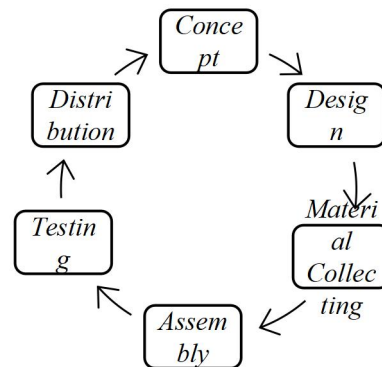 Conce
pt
Desig
n
Materi
al
Collec
ting
Assem
bly
Testin
g
Distri
bution